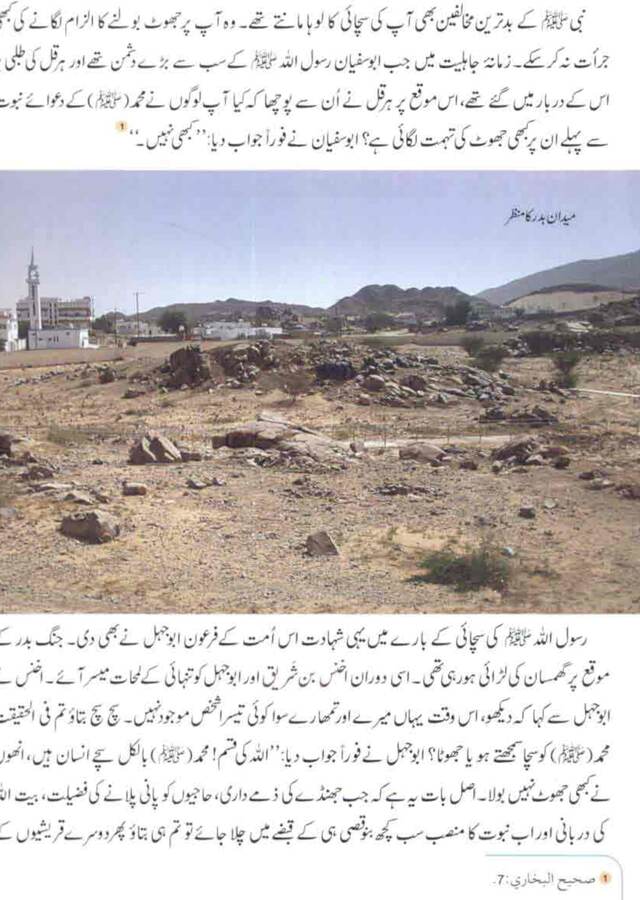 نبی ﷺ کے بدترین مخالفین بھی آپ کی سچائی کا لوہا مانتے تھے۔ وہ آپ پر جھوٹ بولنے کا الزام لگانے کی کبھی
جرأت نہ کر سکے۔ زمانۂ جاہلیت میں جب ابوسفیان رسول اللہ ﷺ کے سب سے بڑے دشمن تھے اور ہرقل کی طلبی
اس کے دربار میں گئے تھے، اس موقع پر ہرقل نے اُن سے پوچھا کہ کیا آپ لوگوں نے محمد (ﷺ) کے دعوائے نبوت
سے پہلے ان پر کبھی جھوٹ کی تہمت لگائی ہے؟ ابوسفیان نے فوراً جواب دیا: ’’کبھی نہیں۔‘‘ 1
میدان بدر کا منظر
رسول اللہ ﷺ کی سچائی کے بارے میں یہی شہادت اس اُمت کے فرعون ابوجہل نے بھی دی۔ جنگ بدر کے
موقع پر گھمسان کی لڑائی ہو رہی تھی۔ اسی دوران اخنس بن شَرِیق اور ابوجہل کو تنہائی کے لمحات میسر آئے۔ اخنس نے
ابوجہل سے کہا کہ دیکھو، اس وقت یہاں میرے اور تمھارے سوا کوئی تیسرا شخص موجود نہیں۔ سچ سچ بتاؤ تم فی الحقیقت
محمد (ﷺ) کو سچا سمجھتے ہو یا جھوٹا؟ ابوجہل نے فوراً جواب دیا: ’’اللہ کی قسم! محمد (ﷺ) بالکل سچے انسان ہیں، انھوں
نے کبھی جھوٹ نہیں بولا۔ اصل بات یہ ہے کہ جب جھنڈے کی ذمے داری، حاجیوں کو پانی پلانے کی فضیلت، بیت اللہ
کی دربانی اور اب نبوت کا منصب سب کچھ بنو قصی ہی کے قبضے میں چلا جائے تو تم ہی بتاؤ پھر دوسرے قریشیوں کے
1 صحیح البخاري:7.